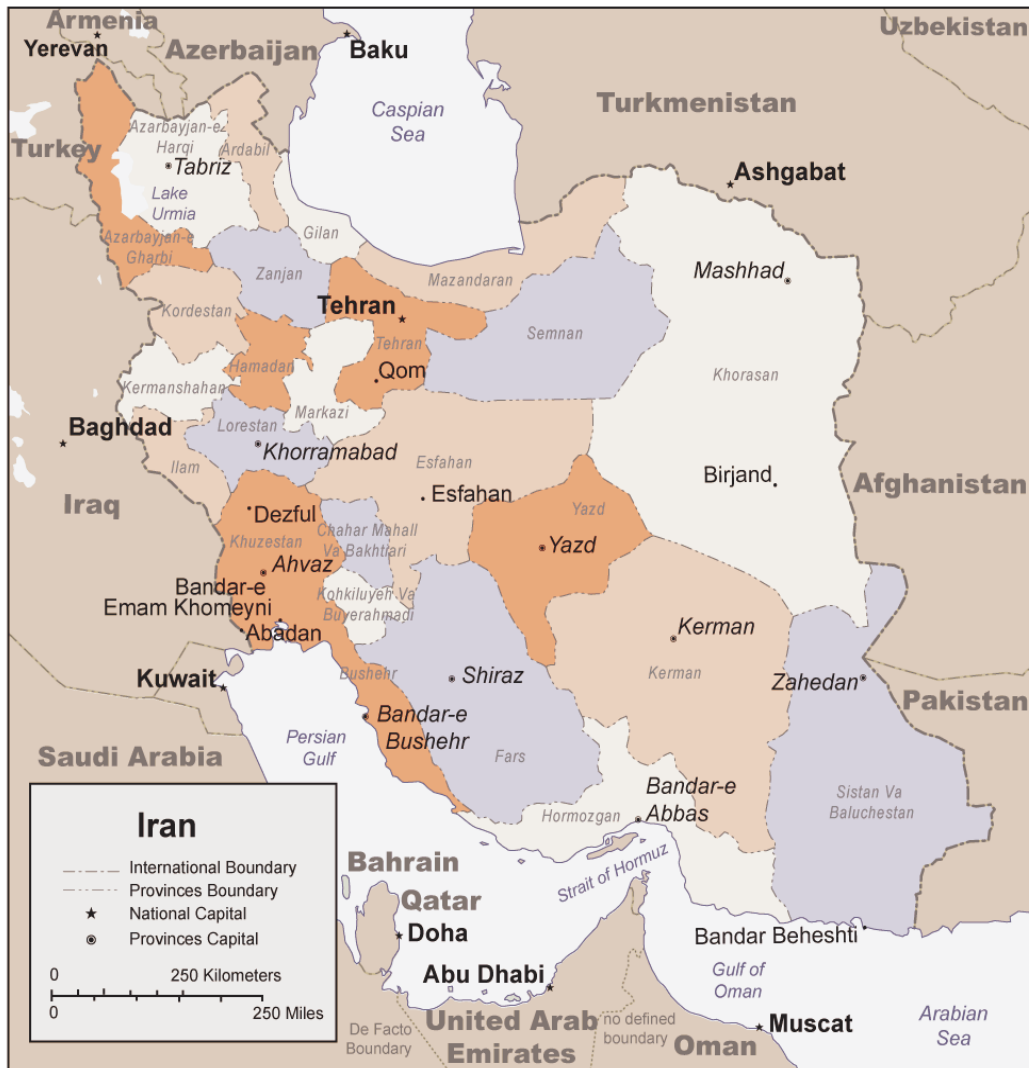 Armenia
Yerevan
Azerbaijan
Baku
Uzbekistan
Caspian
Sea
Turkmenistan
Turkey
Azarbayjan-e
Harqi
Ardabil
Tabriz
Lake
Urmia
Ashgabat
Azarbayjan-e
Gharbi
Gilan
Zanjan
Mazandaran
Mashhad
Kordestan
Tehran
Tehran
Semnan
Hamadan
Qom
Khorasan
Kermanshahan
Markazi
Baghdad
Lorestan
Khorramabad
Ilam
Esfahan
Esfahan
Birjand
Afghanistan
Iraq
Dezful
Khuzestan
Chahar Mahall
Va Bakhtiari
Yazd
Yazd
Ahvaz
Bandar-e
Emam Khomeyni
Kohkiluyeh Va
Buyerahmadi
Abadan
Kerman
Kerman
Kuwait
Bushehr
Shiraz
Zahedan
Pakistan
Bandar-e
Bushehr
Saudi Arabia
Persian
Gulf
Fars
Bandar-e
Abbas
Sistan Va
Baluchestan
Hormozgan
Iran
International Boundary
Provinces Boundary
National Capital
Provinces Capital
0
250 Kilometers
0
250 Miles
Bahrain
Strait of Hormuz
Qatar
Doha
Bandar Beheshti
Abu Dhabi
Gulf of
Oman
De Facto
Boundary
United Arab
Emirates
no defined
boundary
Oman
Muscat
Arabian
Sea